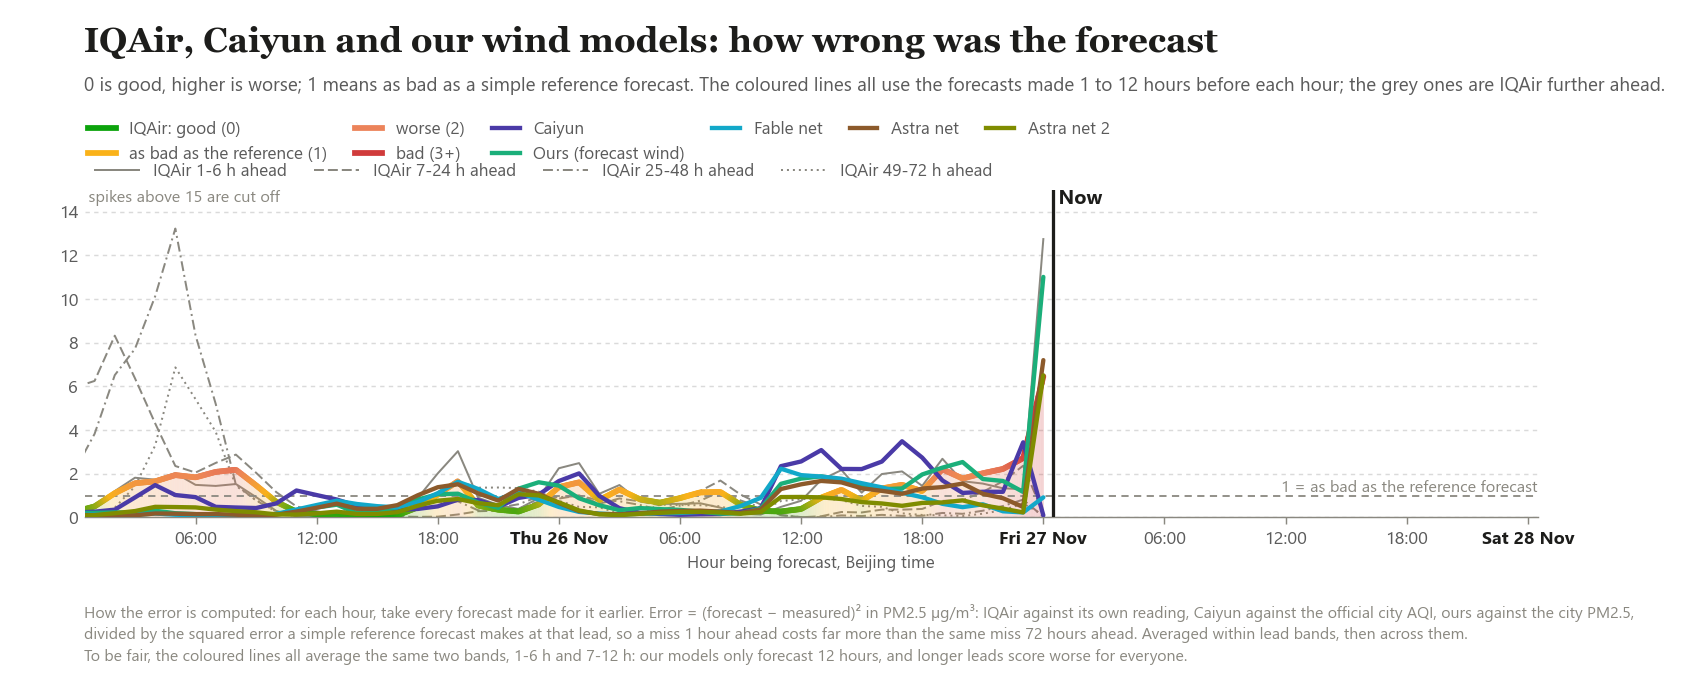 IQAir, Caiyun and our wind models: how wrong was the forecast
0 is good, higher is worse; 1 means as bad as a simple reference forecast. The coloured lines all use the forecasts made 1 to 12 hours before each hour; the grey ones are IQAir further ahead.
IQAir: good (0) worse (2) Caiyun Fable net Astra net Astra net 2
as bad as the reference (1) bad (3+) Ours (forecast wind)
IQAir 1-6 h ahead IQAir 7-24 h ahead IQAir 25-48 h ahead IQAir 49-72 h ahead
spikes above 15 are cut off
Now
14
12
10
8
6
4
2
0
1 = as bad as the reference forecast
06:00 12:00 18:00 Thu 26 Nov 06:00 12:00 18:00 Fri 27 Nov 06:00 12:00 18:00 Sat 28 Nov
Hour being forecast, Beijing time
How the error is computed: for each hour, take every forecast made for it earlier. Error = (forecast − measured)² in PM2.5 µg/m³: IQAir against its own reading, Caiyun against the official city AQI, ours against the city PM2.5,
divided by the squared error a simple reference forecast makes at that lead, so a miss 1 hour ahead costs far more than the same miss 72 hours ahead. Averaged within lead bands, then across them.
To be fair, the coloured lines all average the same two bands, 1-6 h and 7-12 h: our models only forecast 12 hours, and longer leads score worse for everyone.